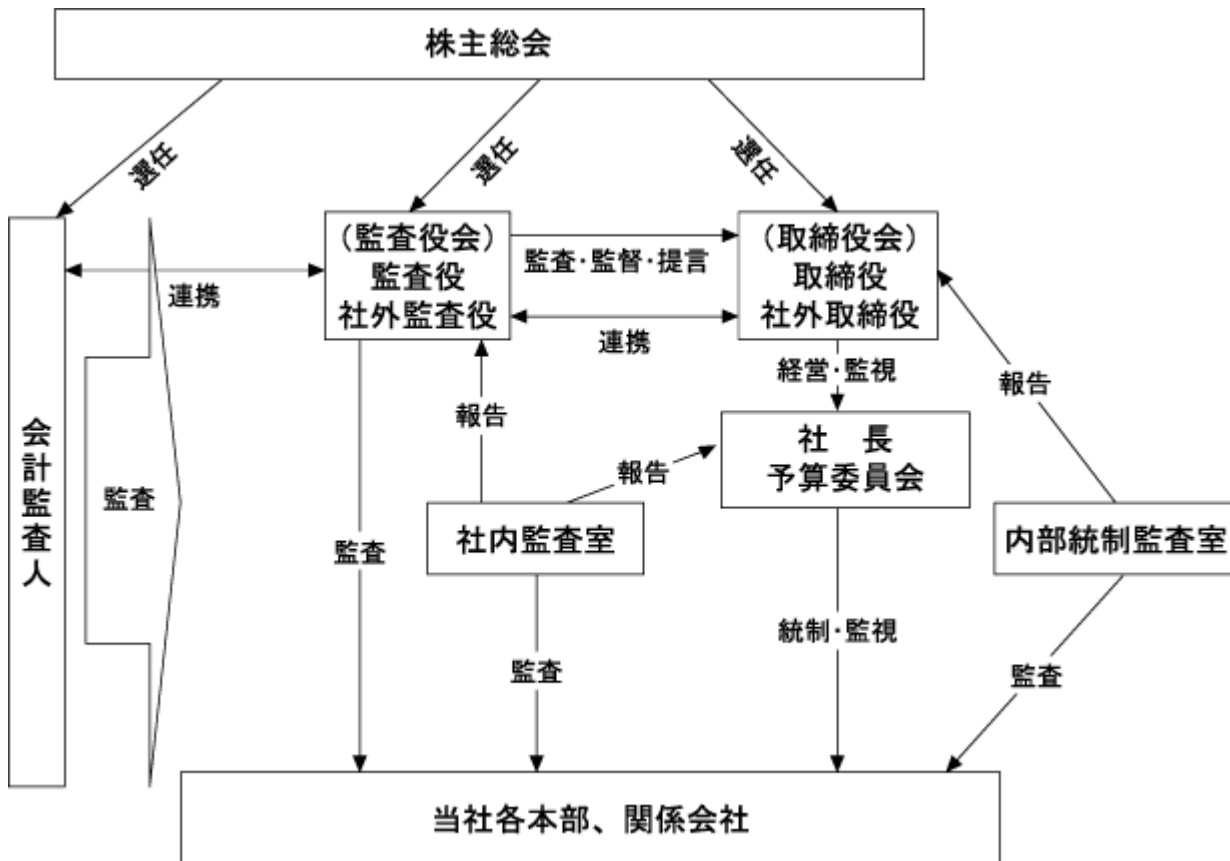 株主総会
選任
選任
選任
(監査役会)
監査役
社外監査役
監査・監督・提言
(取締役会)
取締役
社外取締役
連携
連携
経営・監視
報告
報告
社 長
予算委員会
報告
会計監査人
監査
社内監査室
内部統制監査室
監査
統制・監視
監査
監査
当社各本部、関係会社